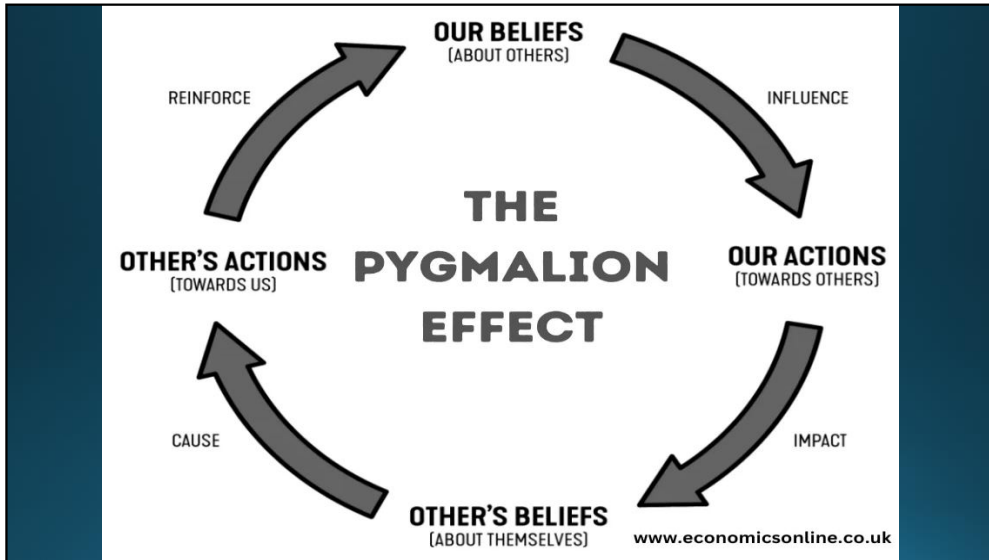 OUR BELIEFS
(ABOUT OTHERS)
REINFORCE
INFLUENCE
THE
PYGMALION
EFFECT
OTHER'S ACTIONS
(TOWARDS US)
OUR ACTIONS
(TOWARDS OTHERS)
CAUSE
IMPACT
OTHER'S BELIEFS
(ABOUT THEMSELVES)
www.economicsonline.co.uk